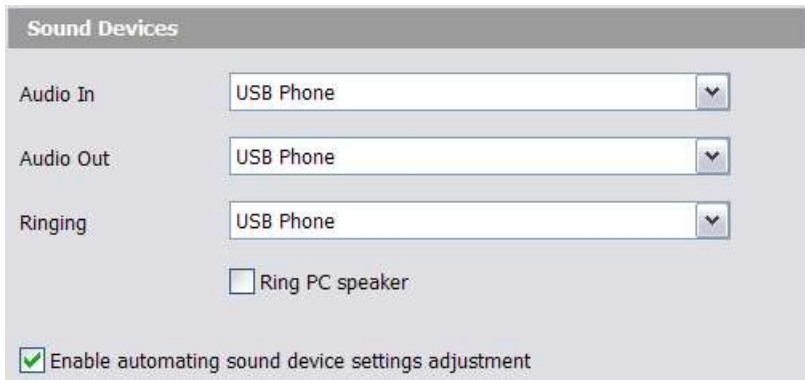 Sound Devices
Audio In USB Phone
Audio Out USB Phone
Ringing USB Phone
Ring PC speaker
Enable automating sound device settings adjustment